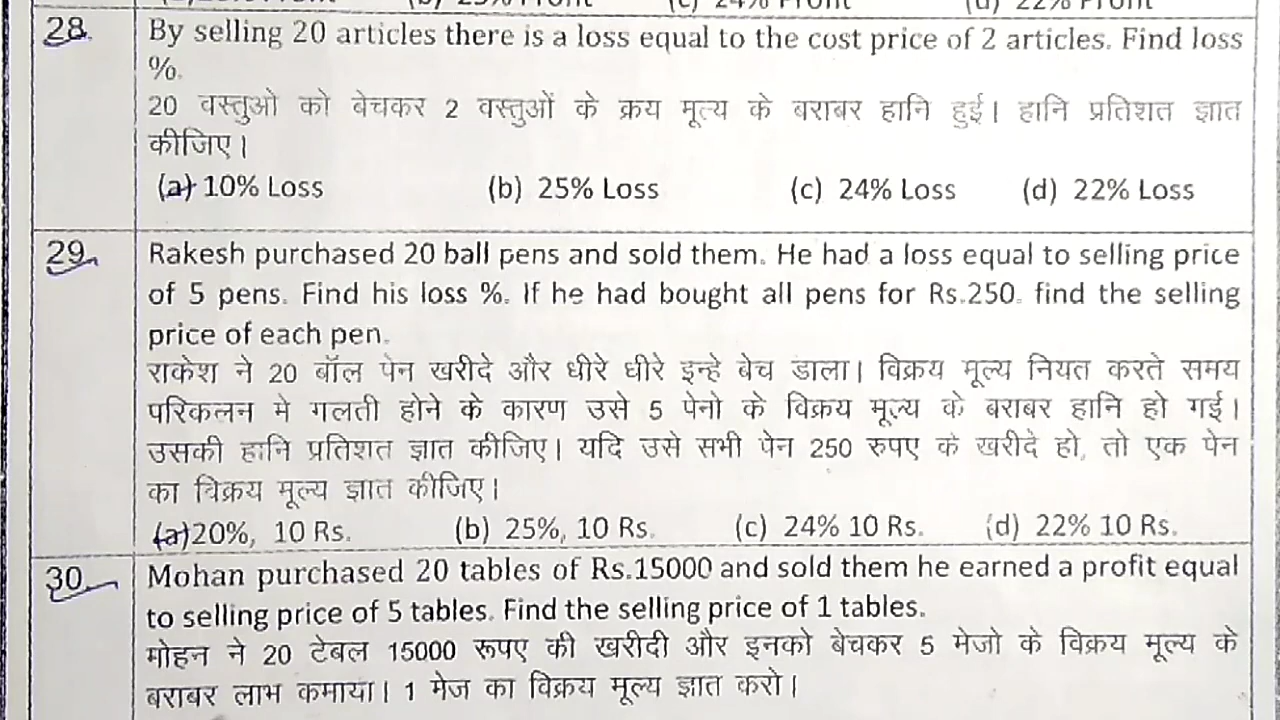 28. By selling 20 articles there is a loss equal to the cost price of 2 articles. Find loss
%.
20 वस्तुओ को बेचकर 2 वस्तुओं के क्रय मूल्य के बराबर हानि हुई। हानि प्रतिशत ज्ञात
कीजिए।
(a) 10% Loss (b) 25% Loss (c) 24% Loss (d) 22% Loss
29. Rakesh purchased 20 ball pens and sold them. He had a loss equal to selling price
of 5 pens. Find his loss %. If he had bought all pens for Rs.250. find the selling
price of each pen.
राकेश ने 20 बॉल पेन खरीदे और धीरे धीरे इन्हे बेच डाला। विक्रय मूल्य नियत करते समय
परिकलन मे गलती होने के कारण उसे 5 पेनो के विक्रय मूल्य के बराबर हानि हो गई।
उसकी हानि प्रतिशत ज्ञात कीजिए। यदि उसे सभी पेन 250 रुपए के खरीदे हो, तो एक पेन
का विक्रय मूल्य ज्ञात कीजिए।
(a) 20%, 10 Rs. (b) 25%, 10 Rs. (c) 24% 10 Rs. (d) 22% 10 Rs.
30 Mohan purchased 20 tables of Rs.15000 and sold them he earned a profit equal
to selling price of 5 tables. Find the selling price of 1 tables.
मोहन ने 20 टेबल 15000 रूपए की खरीदी और इनको बेचकर 5 मेजो के विक्रय मूल्य के
बराबर लाभ कमाया। 1 मेज का विक्रय मूल्य ज्ञात करो।